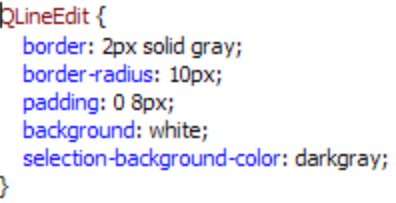 QLineEdit {
    border: 2px solid gray;
    border-radius: 10px;
    padding: 0 8px;
    background: white;
    selection-background-color: darkgray;
}